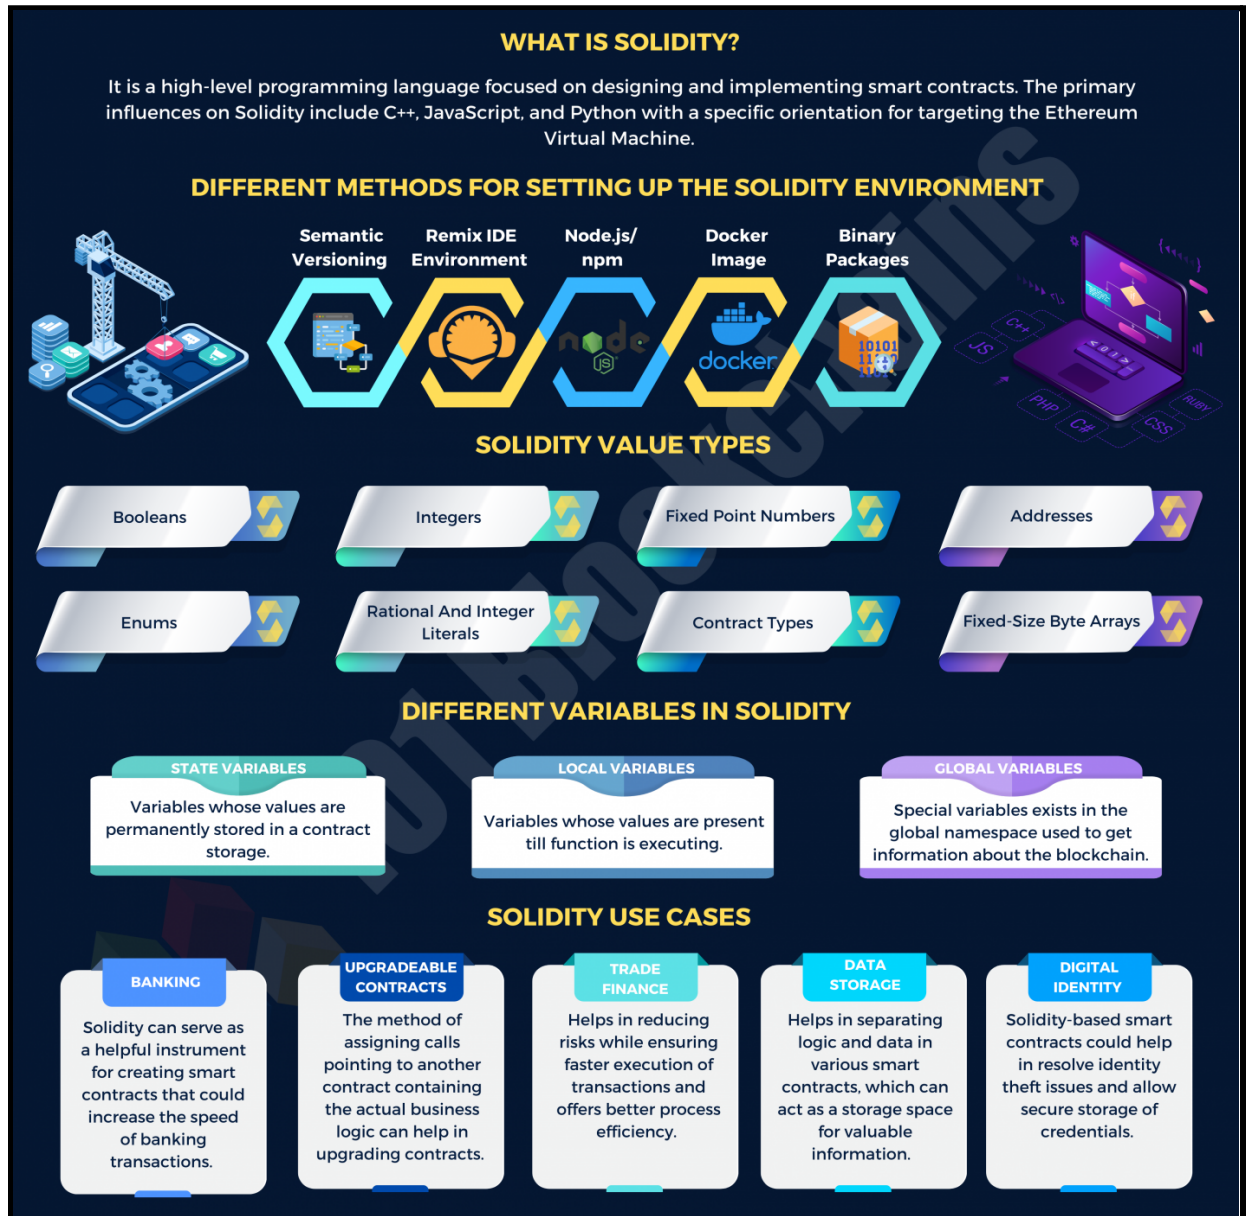 WHAT IS SOLIDITY?
It is a high-level programming language focused on designing and implementing smart contracts. The primary
influences on Solidity include C++, JavaScript, and Python with a specific orientation for targeting the Ethereum
Virtual Machine.
DIFFERENT METHODS FOR SETTING UP THE SOLIDITY ENVIRONMENT
Semantic
Versioning
Remix IDE
Environment
Node.js/
npm
Docker
Image
Binary
Packages
node
JS
docker
10101
C++
JS
PHP
C#
CSS
RUBY
<01>
SOLIDITY VALUE TYPES
Booleans
Integers
Fixed Point Numbers
Addresses
Enums
Rational And Integer
Literals
Contract Types
Fixed-Size Byte Arrays
DIFFERENT VARIABLES IN SOLIDITY
STATE VARIABLES
Variables whose values are
permanently stored in a contract
storage.
LOCAL VARIABLES
Variables whose values are present
till function is executing.
GLOBAL VARIABLES
Special variables exists in the
global namespace used to get
information about the blockchain.
SOLIDITY USE CASES
BANKING
Solidity can serve as
a helpful instrument
for creating smart
contracts that could
increase the speed
of banking
transactions.
UPGRADEABLE
CONTRACTS
The method of
assigning calls
pointing to another
contract containing
the actual business
logic can help in
upgrading contracts.
TRADE
FINANCE
Helps in reducing
risks while ensuring
faster execution of
transactions and
offers better process
efficiency.
DATA
STORAGE
Helps in separating
logic and data in
various smart
contracts, which can
act as a storage space
for valuable
information.
DIGITAL
IDENTITY
Solidity-based smart
contracts could help
in resolve identity
theft issues and allow
secure storage of
credentials.
101 Blockchains